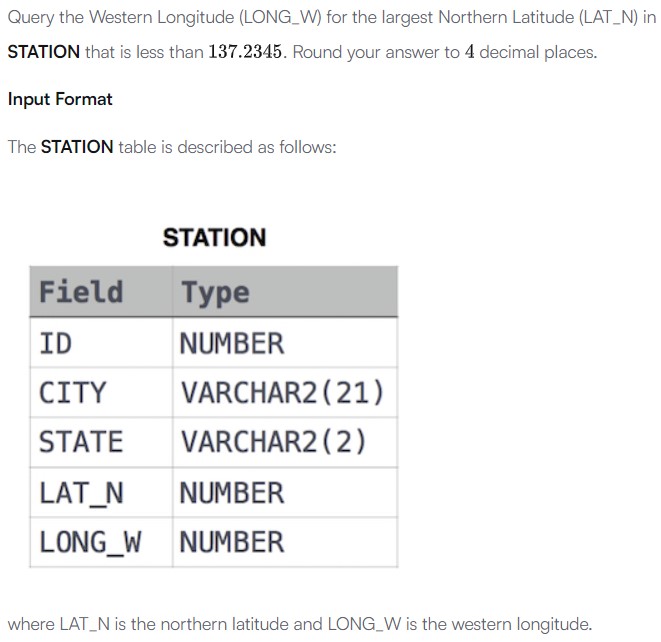 Query the Western Longitude (LONG_W) for the largest Northern Latitude (LAT_N) in
STATION that is less than 137.2345. Round your answer to 4 decimal places.
Input Format
The STATION table is described as follows:
STATION
Field Type
ID NUMBER
CITY VARCHAR2(21)
STATE VARCHAR2(2)
LAT_N NUMBER
LONG_W NUMBER
where LAT_N is the northern latitude and LONG_W is the western longitude.